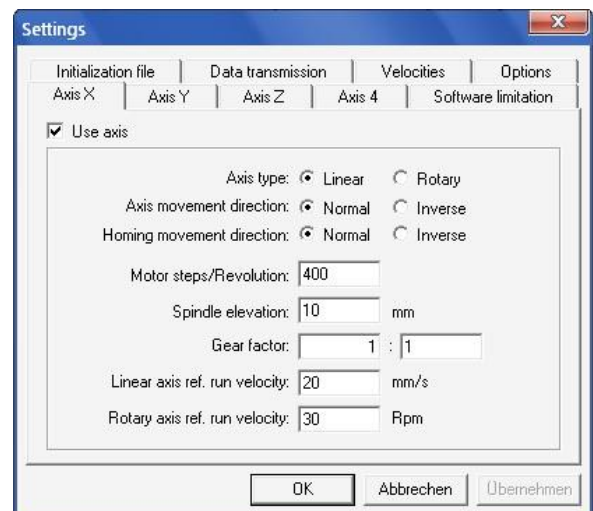 Settings
Initialization file Data transmission Velocities Options
Axis X Axis Y Axis Z Axis 4 Software limitation
Use axis
Axis type: Linear Rotary
Axis movement direction: Normal Inverse
Homing movement direction: Normal Inverse
Motor steps/Revolution: 400
Spindle elevation: 10 mm
Gear factor: 1 : 1
Linear axis ref. run velocity: 20 mm/s
Rotary axis ref. run velocity: 30 Rpm
OK Abbrechen Übernehmen